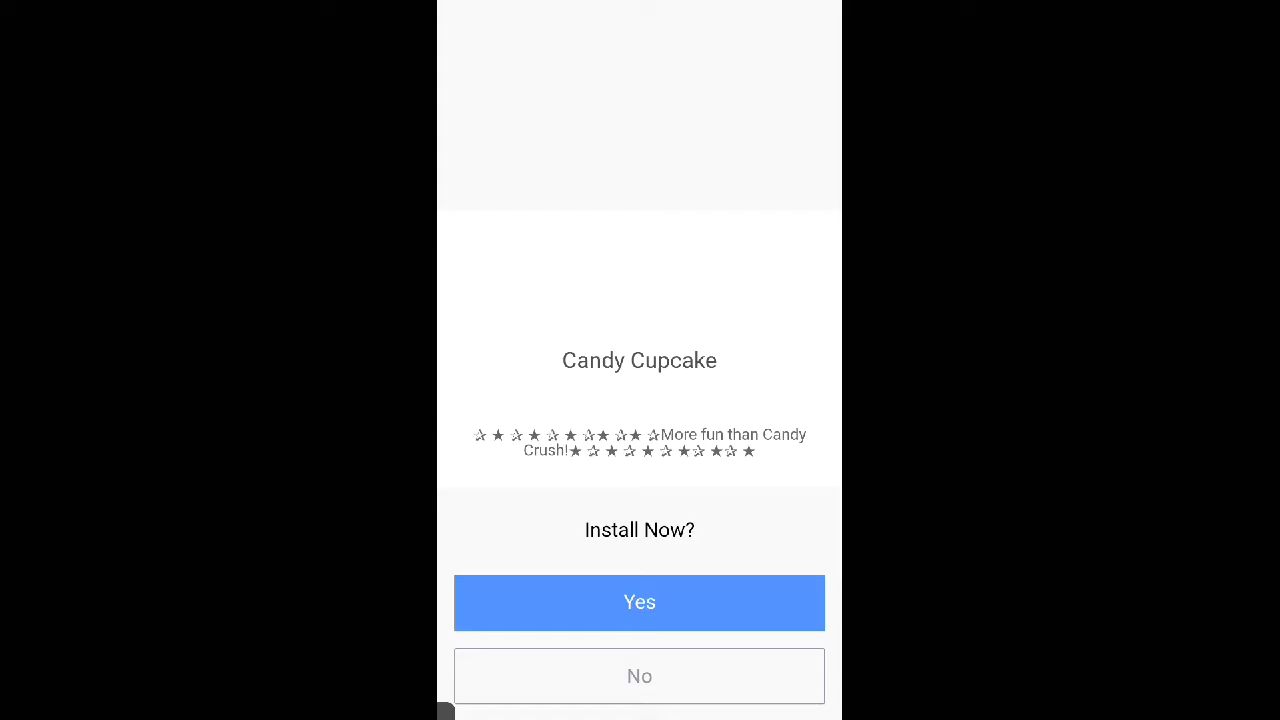 Candy Cupcake
✰ ★ ✰ ★ ✰ ★ ✰★ ✰★ ✰More fun than Candy
Crush!★ ✰ ★ ✰ ★ ✰ ★✰ ★✰ ★
Install Now?
Yes
No